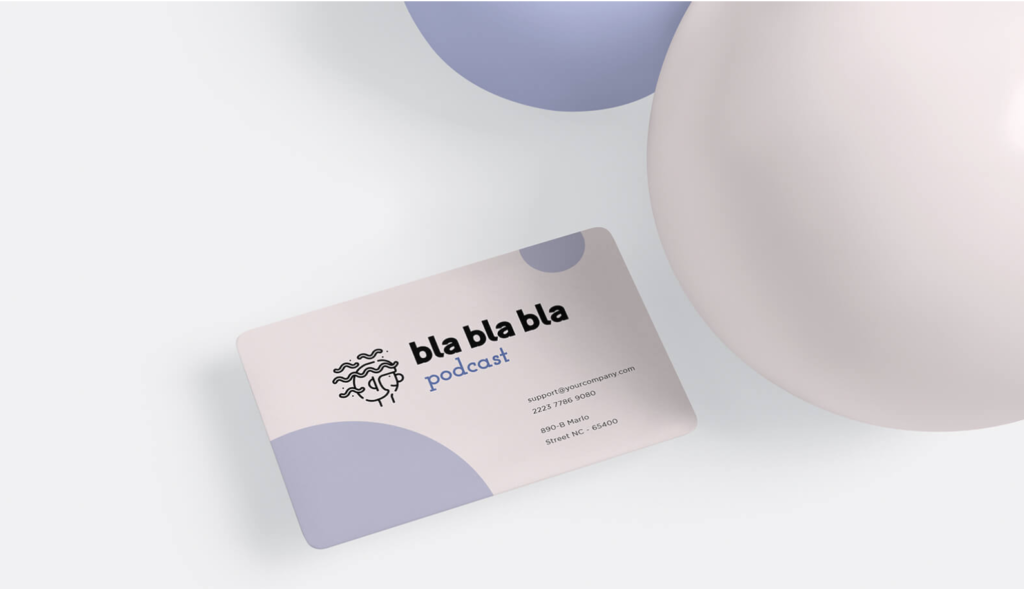 bla bla bla
podcast
support@yourcompany.com
2223 7786 9080
890-B Marlo
Street NC - 65400